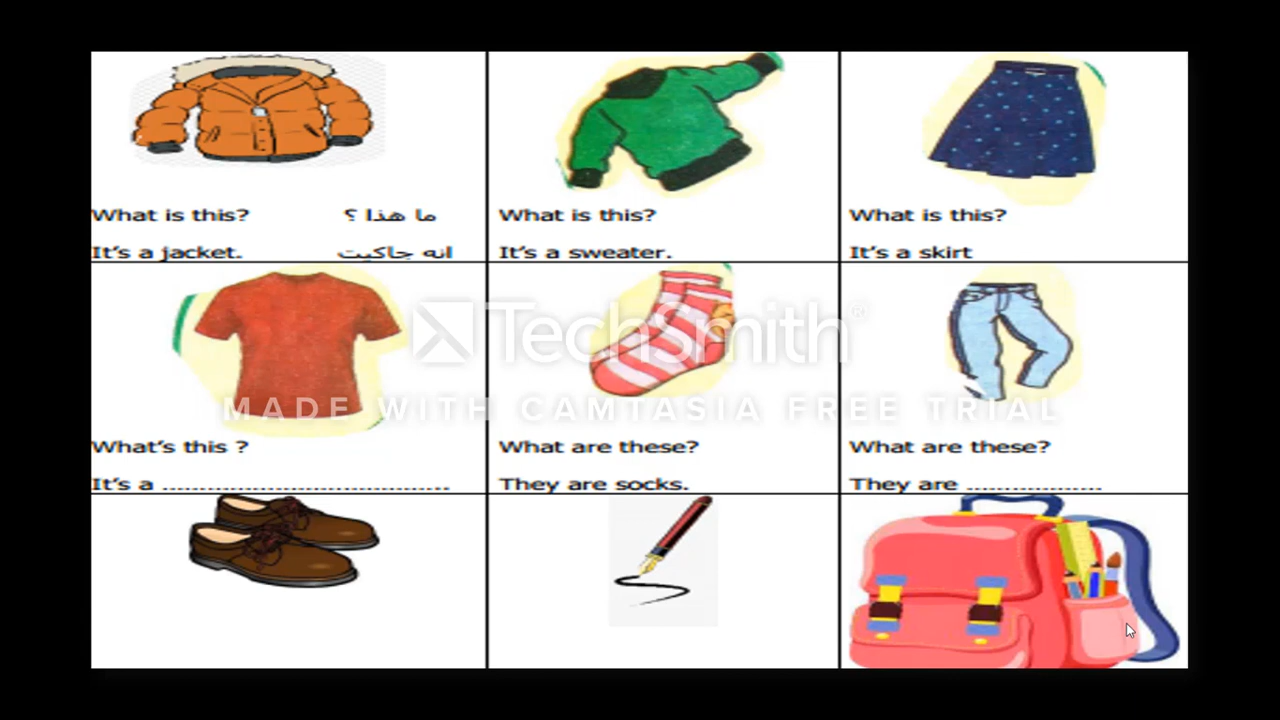 What is this? ما هذا ؟
It's a jacket. انه جاكيت
What is this?
It's a sweater.
What is this?
It's a skirt
What's this ?
It's a ......................................
What are these?
They are socks.
What are these?
They are ..................
TechSmith®
MADE WITH CAMTASIA FREE TRIAL